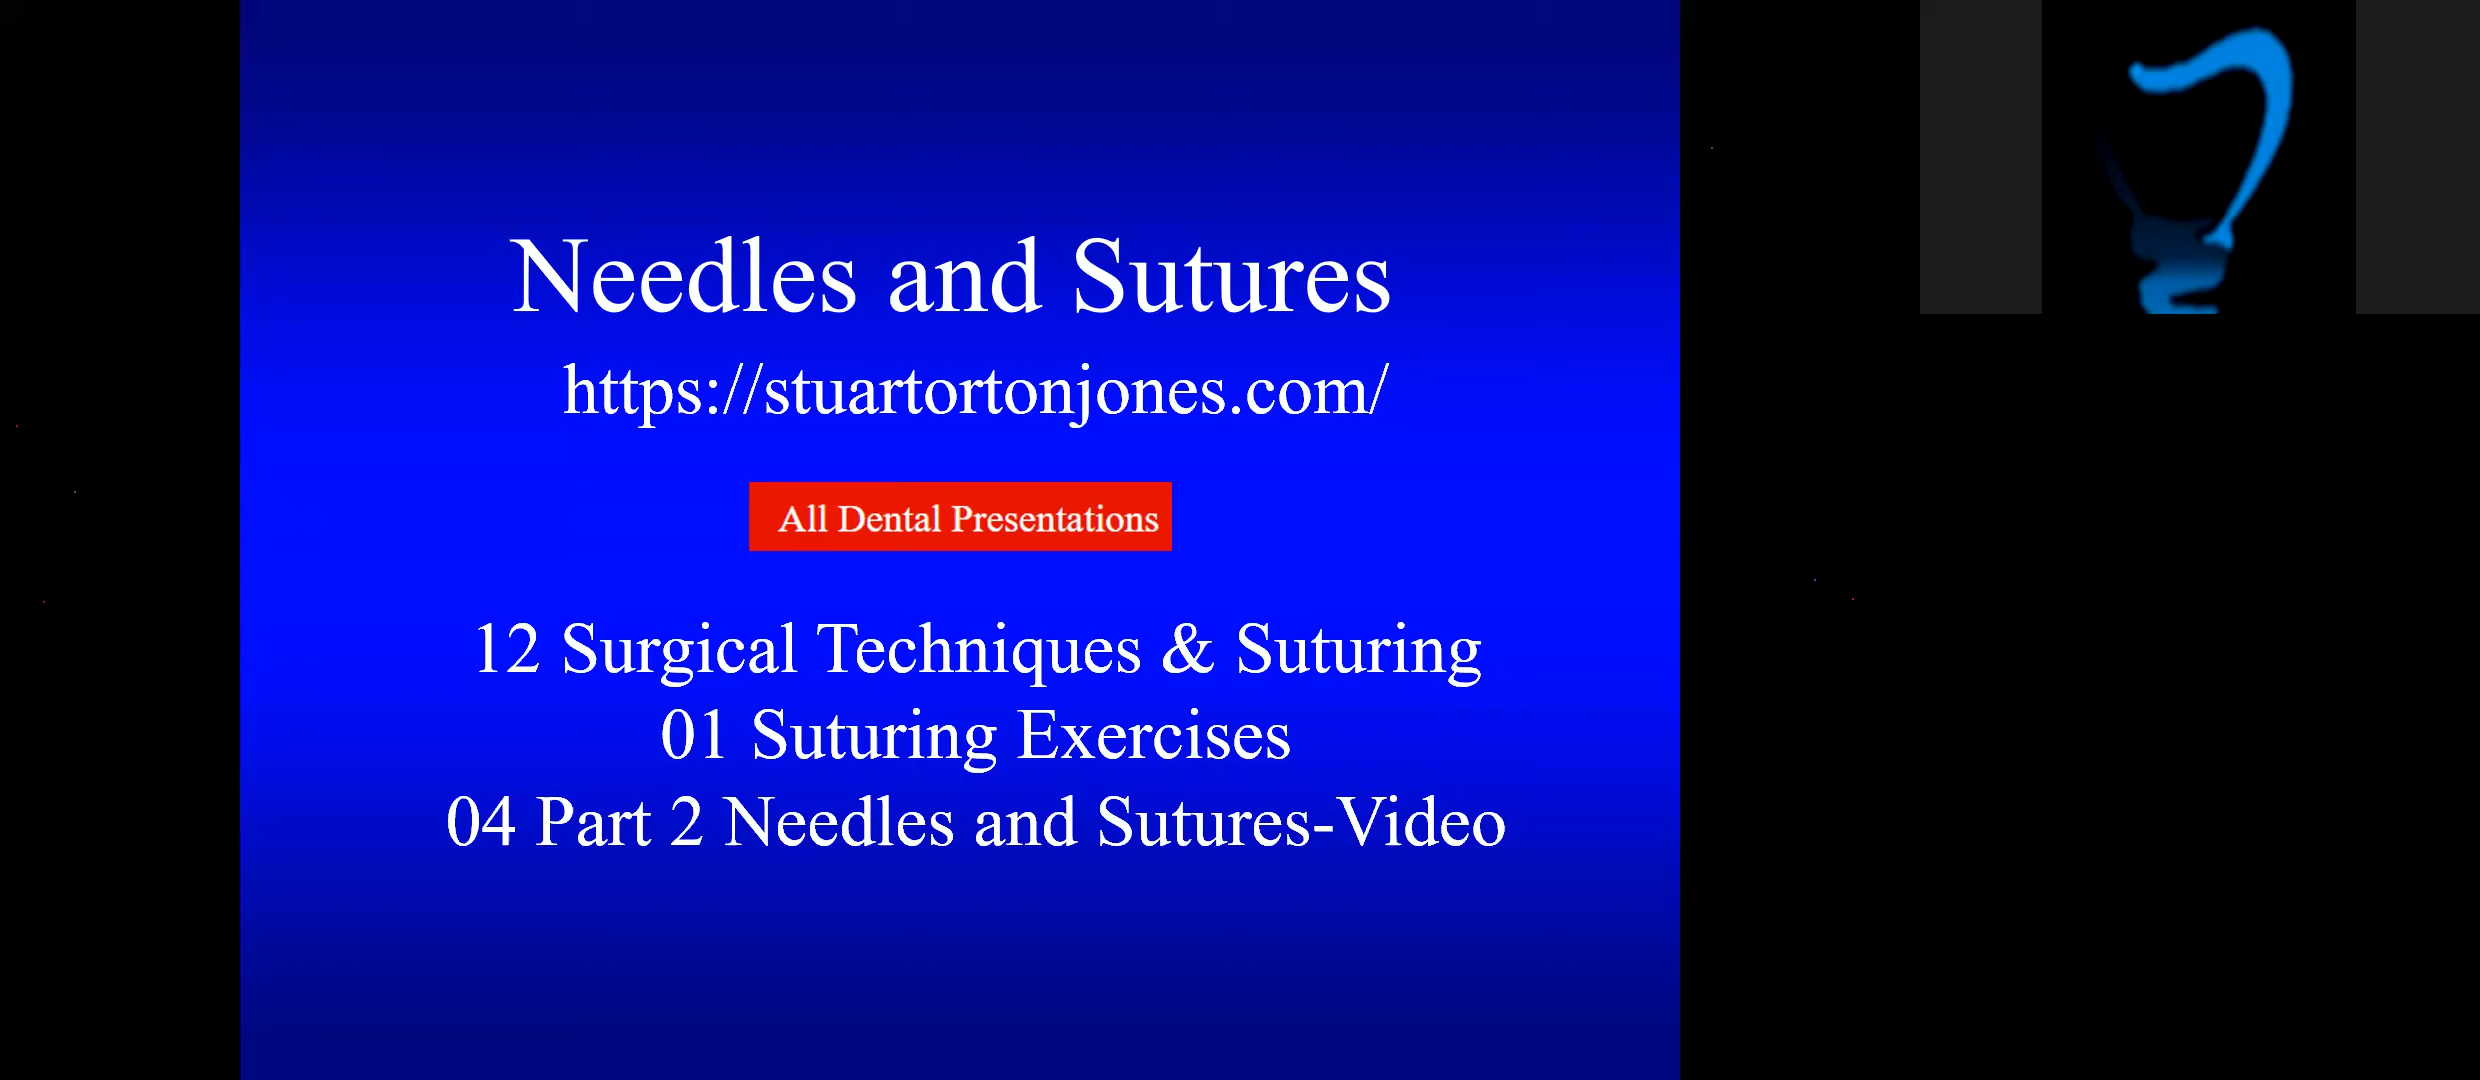 Needles and Sutures
https://stuartortonjones.com/
All Dental Presentations
12 Surgical Techniques & Suturing
01 Suturing Exercises
04 Part 2 Needles and Sutures-Video